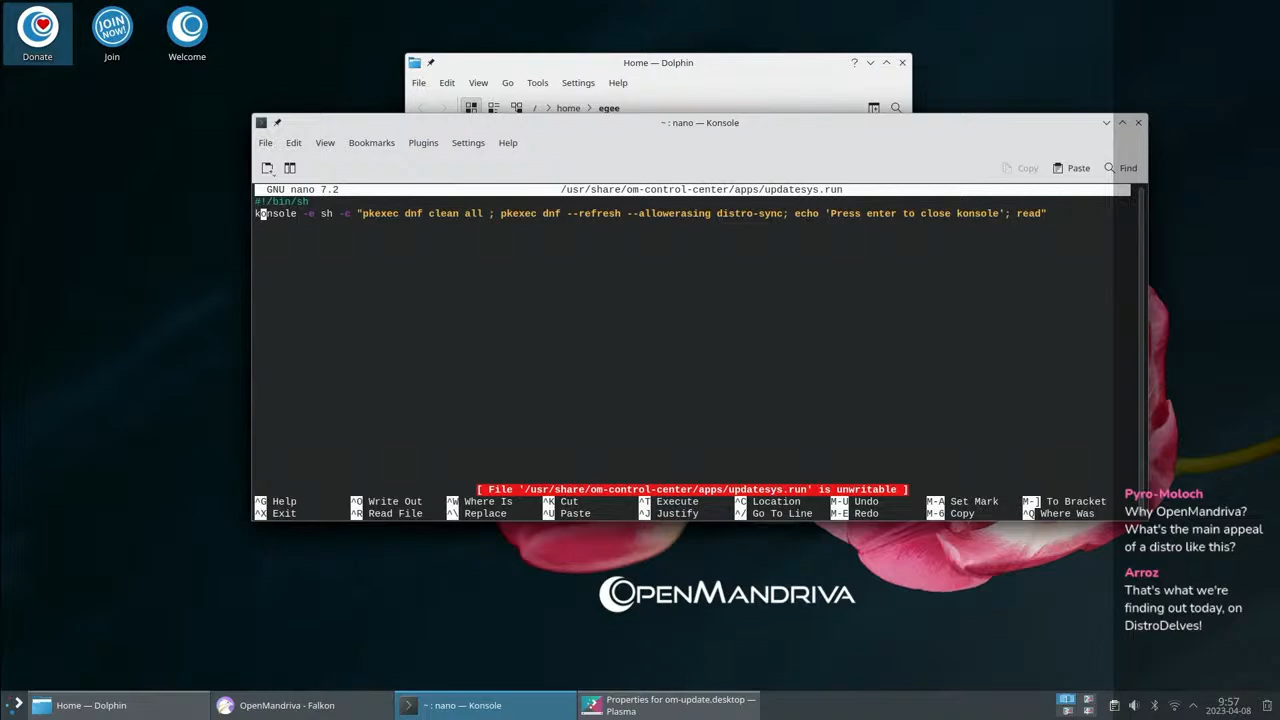 Donate
Join
Welcome
JOIN NOW!
Home — Dolphin
File Edit View Go Tools Settings Help
/ > home > egee
~ : nano — Konsole
File Edit View Bookmarks Plugins Settings Help
Copy Paste Find
GNU nano 7.2 /usr/share/om-control-center/apps/updatesys.run
#!/bin/sh
konsole -e sh -c "pkexec dnf clean all ; pkexec dnf --refresh --allowerasing distro-sync; echo 'Press enter to close konsole'; read"
[ File '/usr/share/om-control-center/apps/updatesys.run' is unwritable ]
^G Help ^O Write Out ^W Where Is ^K Cut ^T Execute ^C Location M-U Undo M-A Set Mark M-] To Bracket
^X Exit ^R Read File ^\ Replace ^U Paste ^J Justify ^/ Go To Line M-E Redo M-6 Copy ^Q Where Was
Pyro-Moloch
Why OpenMandriva?
What's the main appeal
of a distro like this?
Arroz
That's what we're
finding out today, on
DistroDelves!
OPENMANDRIVA
Home — Dolphin
OpenMandriva - Falkon
~ : nano — Konsole
Properties for om-update.desktop —
Plasma
1 2
3 4
9:57
2023-04-08